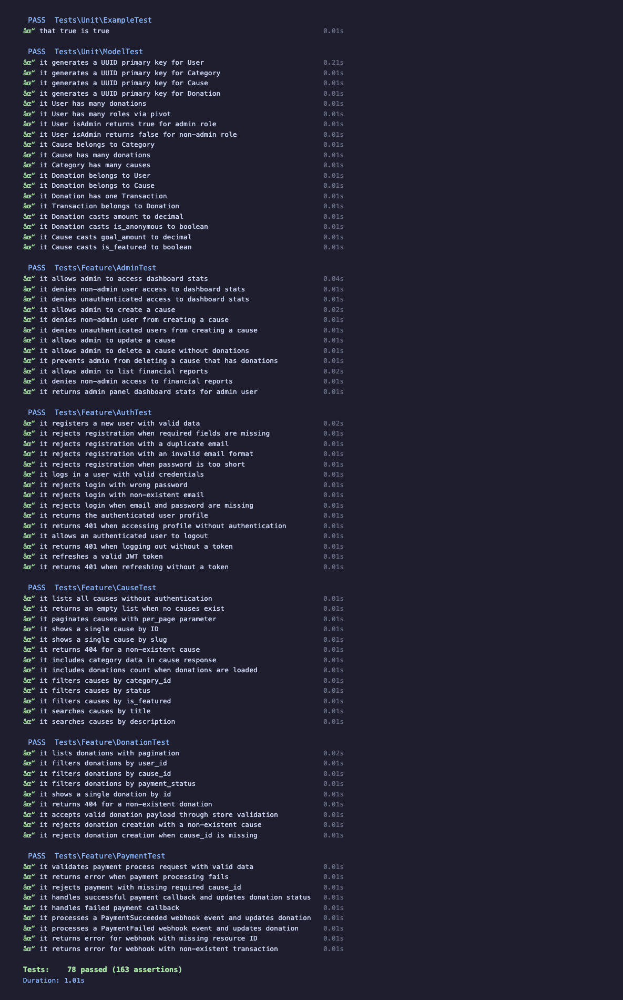 PASS Tests\Unit\ExampleTest
âœ“ that true is true 0.01s
PASS Tests\Unit\ModelTest
âœ“ it generates a UUID primary key for User 0.21s
âœ“ it generates a UUID primary key for Category 0.01s
âœ“ it generates a UUID primary key for Cause 0.01s
âœ“ it generates a UUID primary key for Donation 0.01s
âœ“ it User has many donations 0.01s
âœ“ it User has many roles via pivot 0.01s
âœ“ it User isAdmin returns true for admin role 0.01s
âœ“ it User isAdmin returns false for non-admin role 0.01s
âœ“ it Cause belongs to Category 0.01s
âœ“ it Cause has many donations 0.01s
âœ“ it Category has many causes 0.01s
âœ“ it Donation belongs to User 0.01s
âœ“ it Donation belongs to Cause 0.01s
âœ“ it Donation has one Transaction 0.01s
âœ“ it Transaction belongs to Donation 0.01s
âœ“ it Donation casts amount to decimal 0.01s
âœ“ it Donation casts is_anonymous to boolean 0.01s
âœ“ it Cause casts goal_amount to decimal 0.01s
âœ“ it Cause casts is_featured to boolean 0.01s
PASS Tests\Feature\AdminTest
âœ“ it allows admin to access dashboard stats 0.04s
âœ“ it denies non-admin user access to dashboard stats 0.01s
âœ“ it denies unauthenticated access to dashboard stats 0.01s
âœ“ it allows admin to create a cause 0.02s
âœ“ it denies non-admin user from creating a cause 0.01s
âœ“ it denies unauthenticated users from creating a cause 0.01s
âœ“ it allows admin to update a cause 0.01s
âœ“ it allows admin to delete a cause without donations 0.01s
âœ“ it prevents admin from deleting a cause that has donations 0.01s
âœ“ it allows admin to list financial reports 0.02s
âœ“ it denies non-admin access to financial reports 0.01s
âœ“ it returns admin panel dashboard stats for admin user 0.01s
PASS Tests\Feature\AuthTest
âœ“ it registers a new user with valid data 0.02s
âœ“ it rejects registration when required fields are missing 0.01s
âœ“ it rejects registration with a duplicate email 0.01s
âœ“ it rejects registration with an invalid email format 0.01s
âœ“ it rejects registration when password is too short 0.01s
âœ“ it logs in a user with valid credentials 0.01s
âœ“ it rejects login with wrong password 0.01s
âœ“ it rejects login with non-existent email 0.01s
âœ“ it rejects login when email and password are missing 0.01s
âœ“ it returns the authenticated user profile 0.01s
âœ“ it returns 401 when accessing profile without authentication 0.01s
âœ“ it allows an authenticated user to logout 0.01s
âœ“ it returns 401 when logging out without a token 0.01s
âœ“ it refreshes a valid JWT token 0.01s
âœ“ it returns 401 when refreshing without a token 0.01s
PASS Tests\Feature\CauseTest
âœ“ it lists all causes without authentication 0.01s
âœ“ it returns an empty list when no causes exist 0.01s
âœ“ it paginates causes with per_page parameter 0.01s
âœ“ it shows a single cause by ID 0.01s
âœ“ it shows a single cause by slug 0.01s
âœ“ it returns 404 for a non-existent cause 0.01s
âœ“ it includes category data in cause response 0.01s
âœ“ it includes donations count when donations are loaded 0.01s
âœ“ it filters causes by category_id 0.01s
âœ“ it filters causes by status 0.01s
âœ“ it filters causes by is_featured 0.01s
âœ“ it searches causes by title 0.01s
âœ“ it searches causes by description 0.01s
PASS Tests\Feature\DonationTest
âœ“ it lists donations with pagination 0.02s
âœ“ it filters donations by user_id 0.01s
âœ“ it filters donations by cause_id 0.01s
âœ“ it filters donations by payment_status 0.01s
âœ“ it shows a single donation by id 0.01s
âœ“ it returns 404 for a non-existent donation 0.01s
âœ“ it accepts valid donation payload through store validation 0.01s
âœ“ it rejects donation creation with a non-existent cause 0.01s
âœ“ it rejects donation creation when cause_id is missing 0.01s
PASS Tests\Feature\PaymentTest
âœ“ it validates payment process request with valid data 0.01s
âœ“ it returns error when payment processing fails 0.01s
âœ“ it rejects payment with missing required cause_id 0.01s
âœ“ it handles successful payment callback and updates donation status 0.01s
âœ“ it handles failed payment callback 0.01s
âœ“ it processes a PaymentSucceeded webhook event and updates donation 0.01s
âœ“ it processes a PaymentFailed webhook event and updates donation 0.01s
âœ“ it returns error for webhook with missing resource ID 0.01s
âœ“ it returns error for webhook with non-existent transaction 0.01s
Tests: 78 passed (163 assertions)
Duration: 1.01s